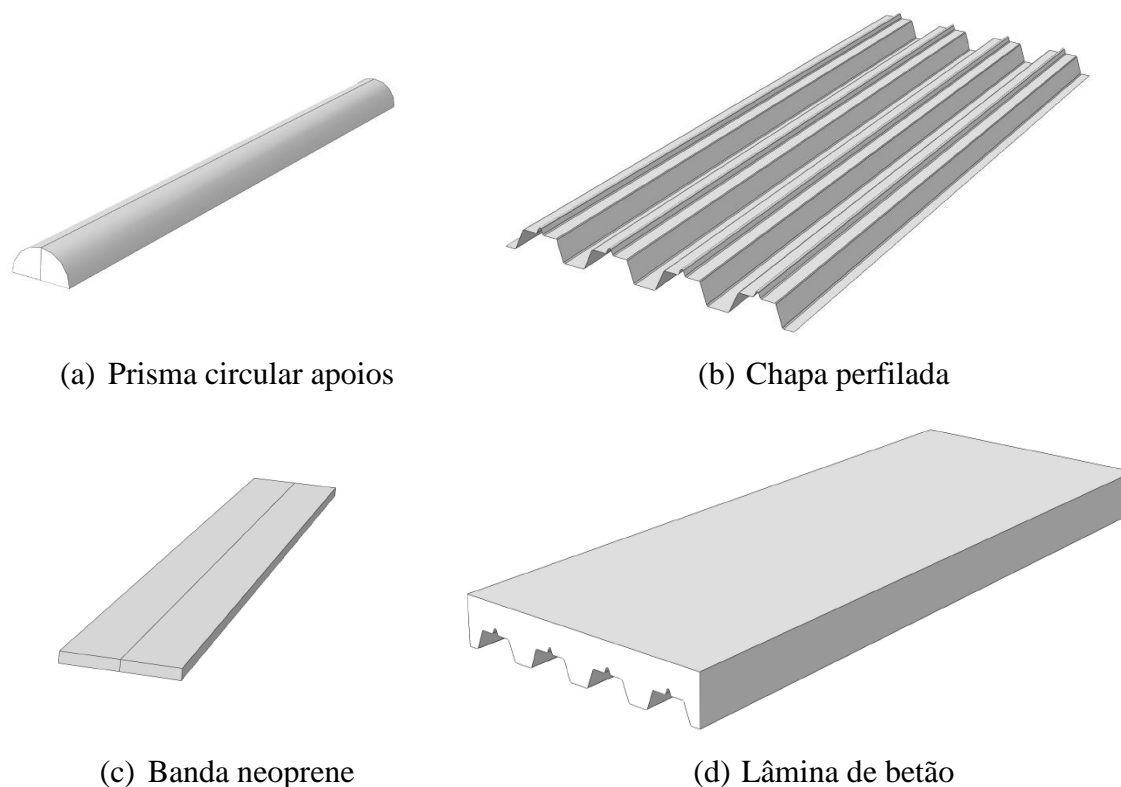 (a) Prisma circular apoios
(b) Chapa perfilada
(c) Banda neoprene
(d) Lâmina de betão